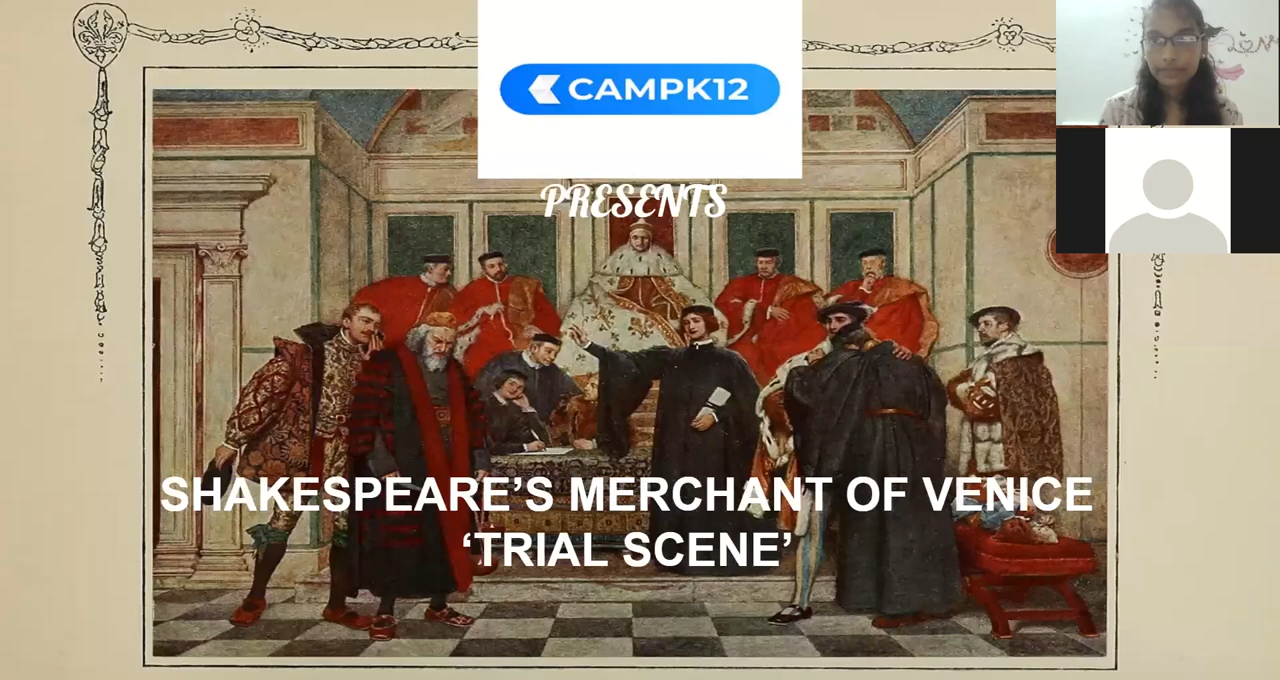 CAMPK12
PRESENTS
SHAKESPEARE’S MERCHANT OF VENICE
‘TRIAL SCENE’